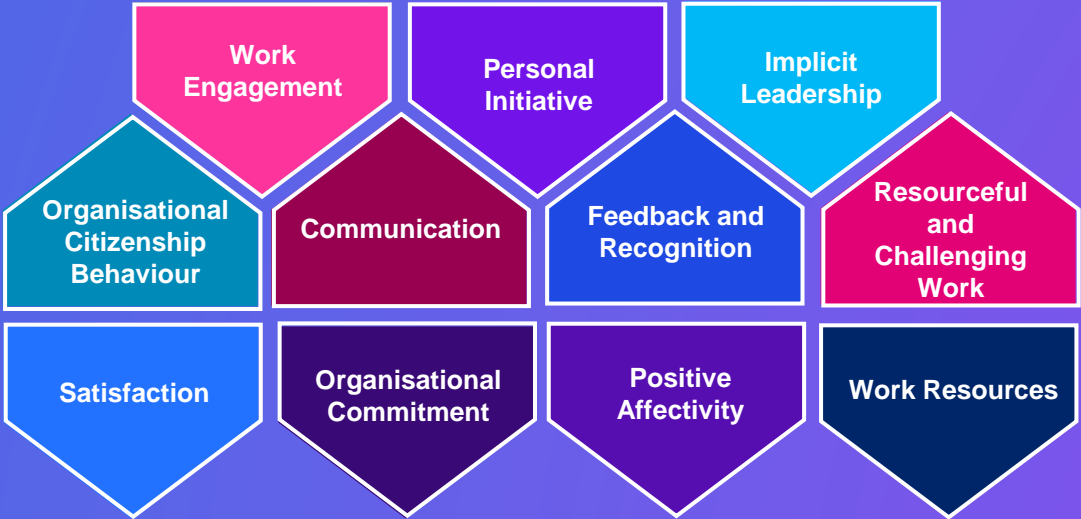 Work
Engagement
Personal
Initiative
Implicit
Leadership
Organisational
Citizenship
Behaviour
Communication
Feedback and
Recognition
Resourceful
and
Challenging
Work
Satisfaction
Organisational
Commitment
Positive
Affectivity
Work Resources